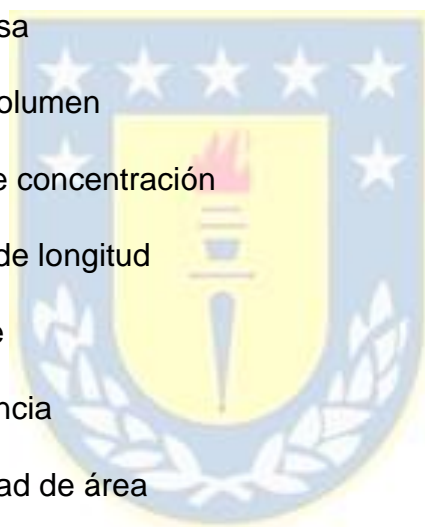 sa
olumen
e concentración
de longitud
e
ncia
ad de área